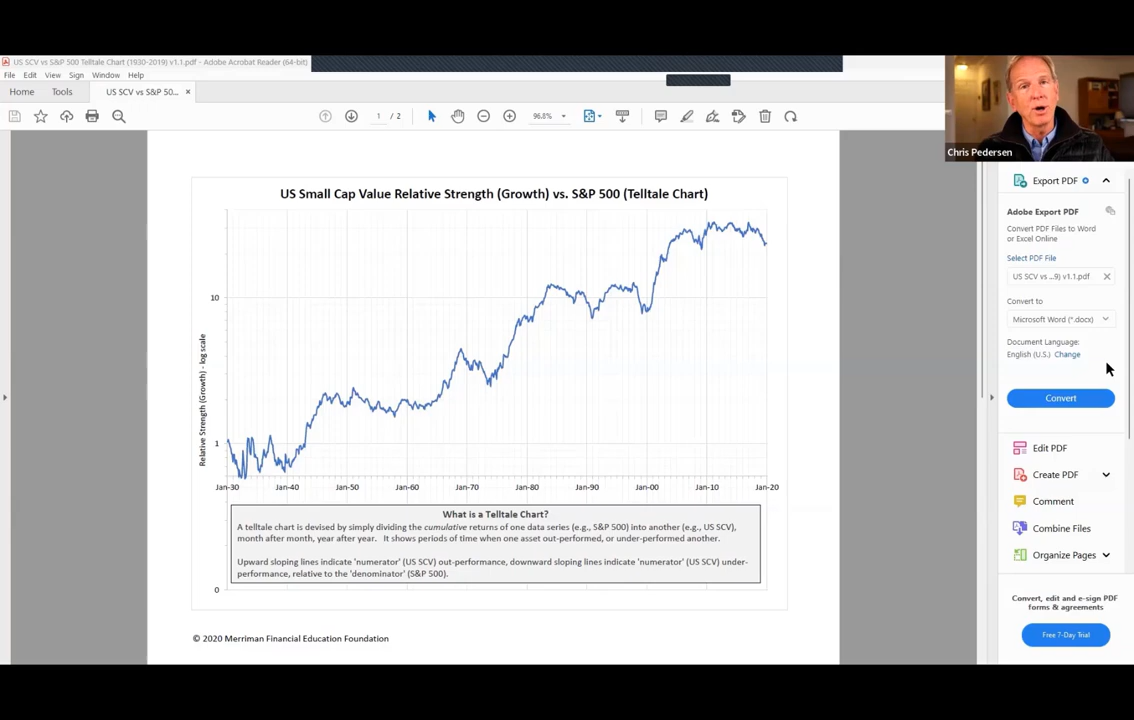 US SCV vs S&P 500 Telltale Chart (1930-2019) v1.1.pdf - Adobe Acrobat Reader (64-bit)
File Edit View Sign Window Help
Home Tools US SCV vs S&P 50... ×
1 / 2 96.8%
Chris Pedersen
US Small Cap Value Relative Strength (Growth) vs. S&P 500 (Telltale Chart)
Relative Strength (Growth) - log scale
10
1
0
Jan-30 Jan-40 Jan-50 Jan-60 Jan-70 Jan-80 Jan-90 Jan-00 Jan-10 Jan-20
What is a Telltale Chart?
A telltale chart is devised by simply dividing the cumulative returns of one data series (e.g., S&P 500) into another (e.g., US SCV),
month after month, year after year. It shows periods of time when one asset out-performed, or under-performed another.
Upward sloping lines indicate 'numerator' (US SCV) out-performance, downward sloping lines indicate 'numerator' (US SCV) under-
performance, relative to the 'denominator' (S&P 500).
© 2020 Merriman Financial Education Foundation
Export PDF
Adobe Export PDF
Convert PDF Files to Word
or Excel Online
Select PDF File
US SCV vs ...9) v1.1.pdf ×
Convert to
Microsoft Word (*.docx)
Document Language:
English (U.S.) Change
Convert
Edit PDF
Create PDF
Comment
Combine Files
Organize Pages
Convert, edit and e-sign PDF
forms & agreements
Free 7-Day Trial